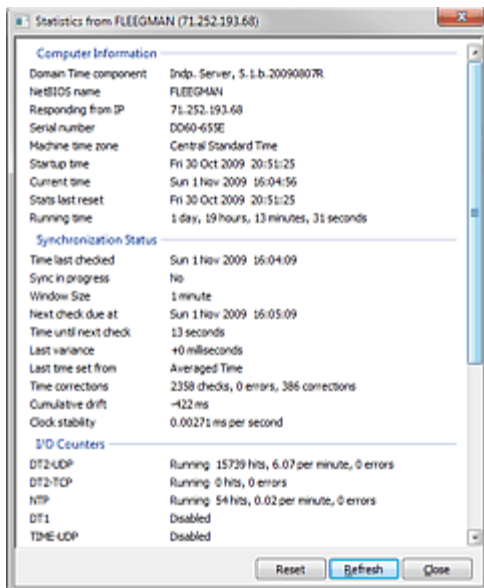 Statistics from FLEEGMAN (71.252.193.68)
Computer Information
Domain Time component Indp. Server, 5.1.b.20090807R
NetBIOS name FLEEGMAN
Responding from IP 71.252.193.68
Serial number DD60-655E
Machine time zone Central Standard Time
Startup time Fri 30 Oct 2009 20:51:25
Current time Sun 1 Nov 2009 16:04:56
Stats last reset Fri 30 Oct 2009 20:51:25
Running time 1 day, 19 hours, 13 minutes, 31 seconds
Synchronization Status
Time last checked Sun 1 Nov 2009 16:04:09
Sync in progress No
Window Size 1 minute
Next check due at Sun 1 Nov 2009 16:05:09
Time until next check 13 seconds
Last variance +0 milliseconds
Last time set from Averaged Time
Time corrections 2358 checks, 0 errors, 386 corrections
Cumulative drift -422 ms
Clock stability 0.00271 ms per second
I/O Counters
DT2-UDP Running 15739 hits, 6.07 per minute, 0 errors
DT2-TCP Running 0 hits, 0 errors
NTP Running 54 hits, 0.02 per minute, 0 errors
DT1 Disabled
TIME-UDP Disabled
Reset Refresh Close